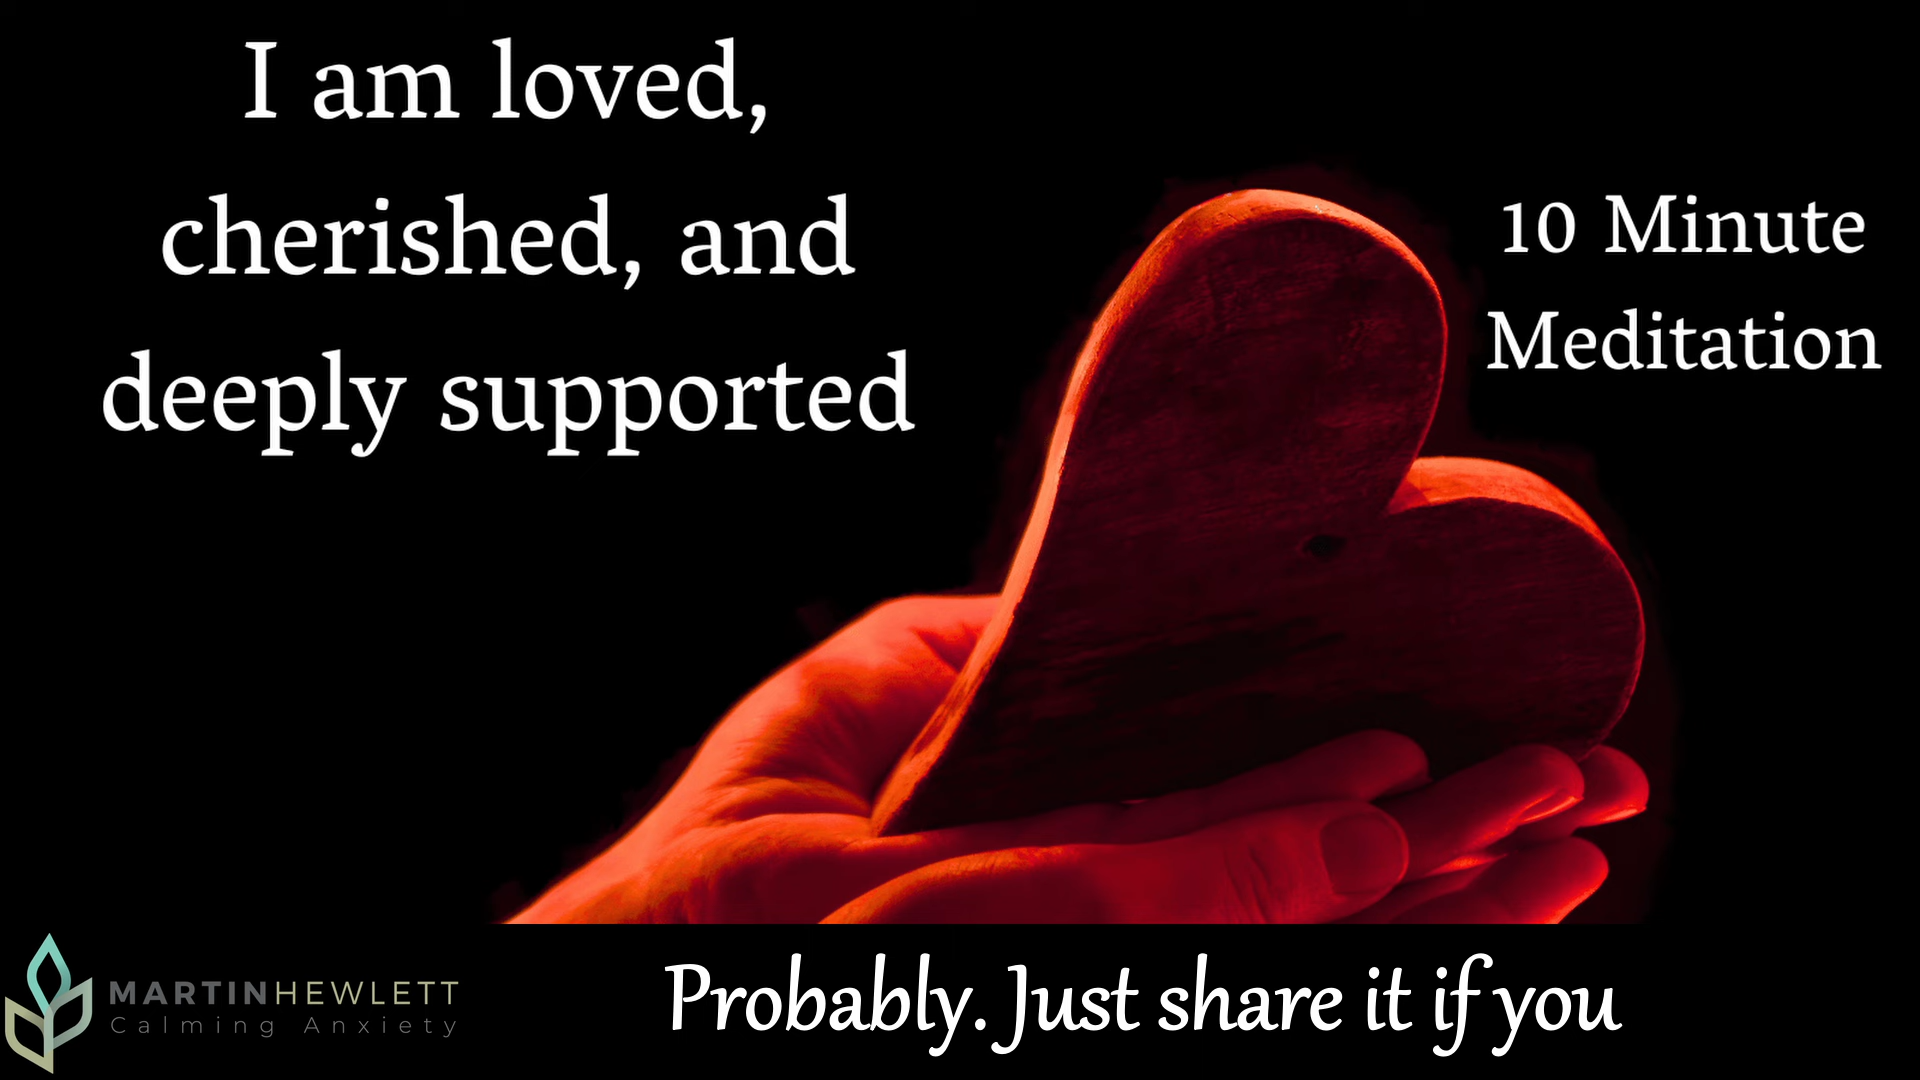 I am loved,
cherished, and
deeply supported
10 Minute
Meditation
MARTINHEWLETT
Calming Anxiety
Probably. Just share it if you